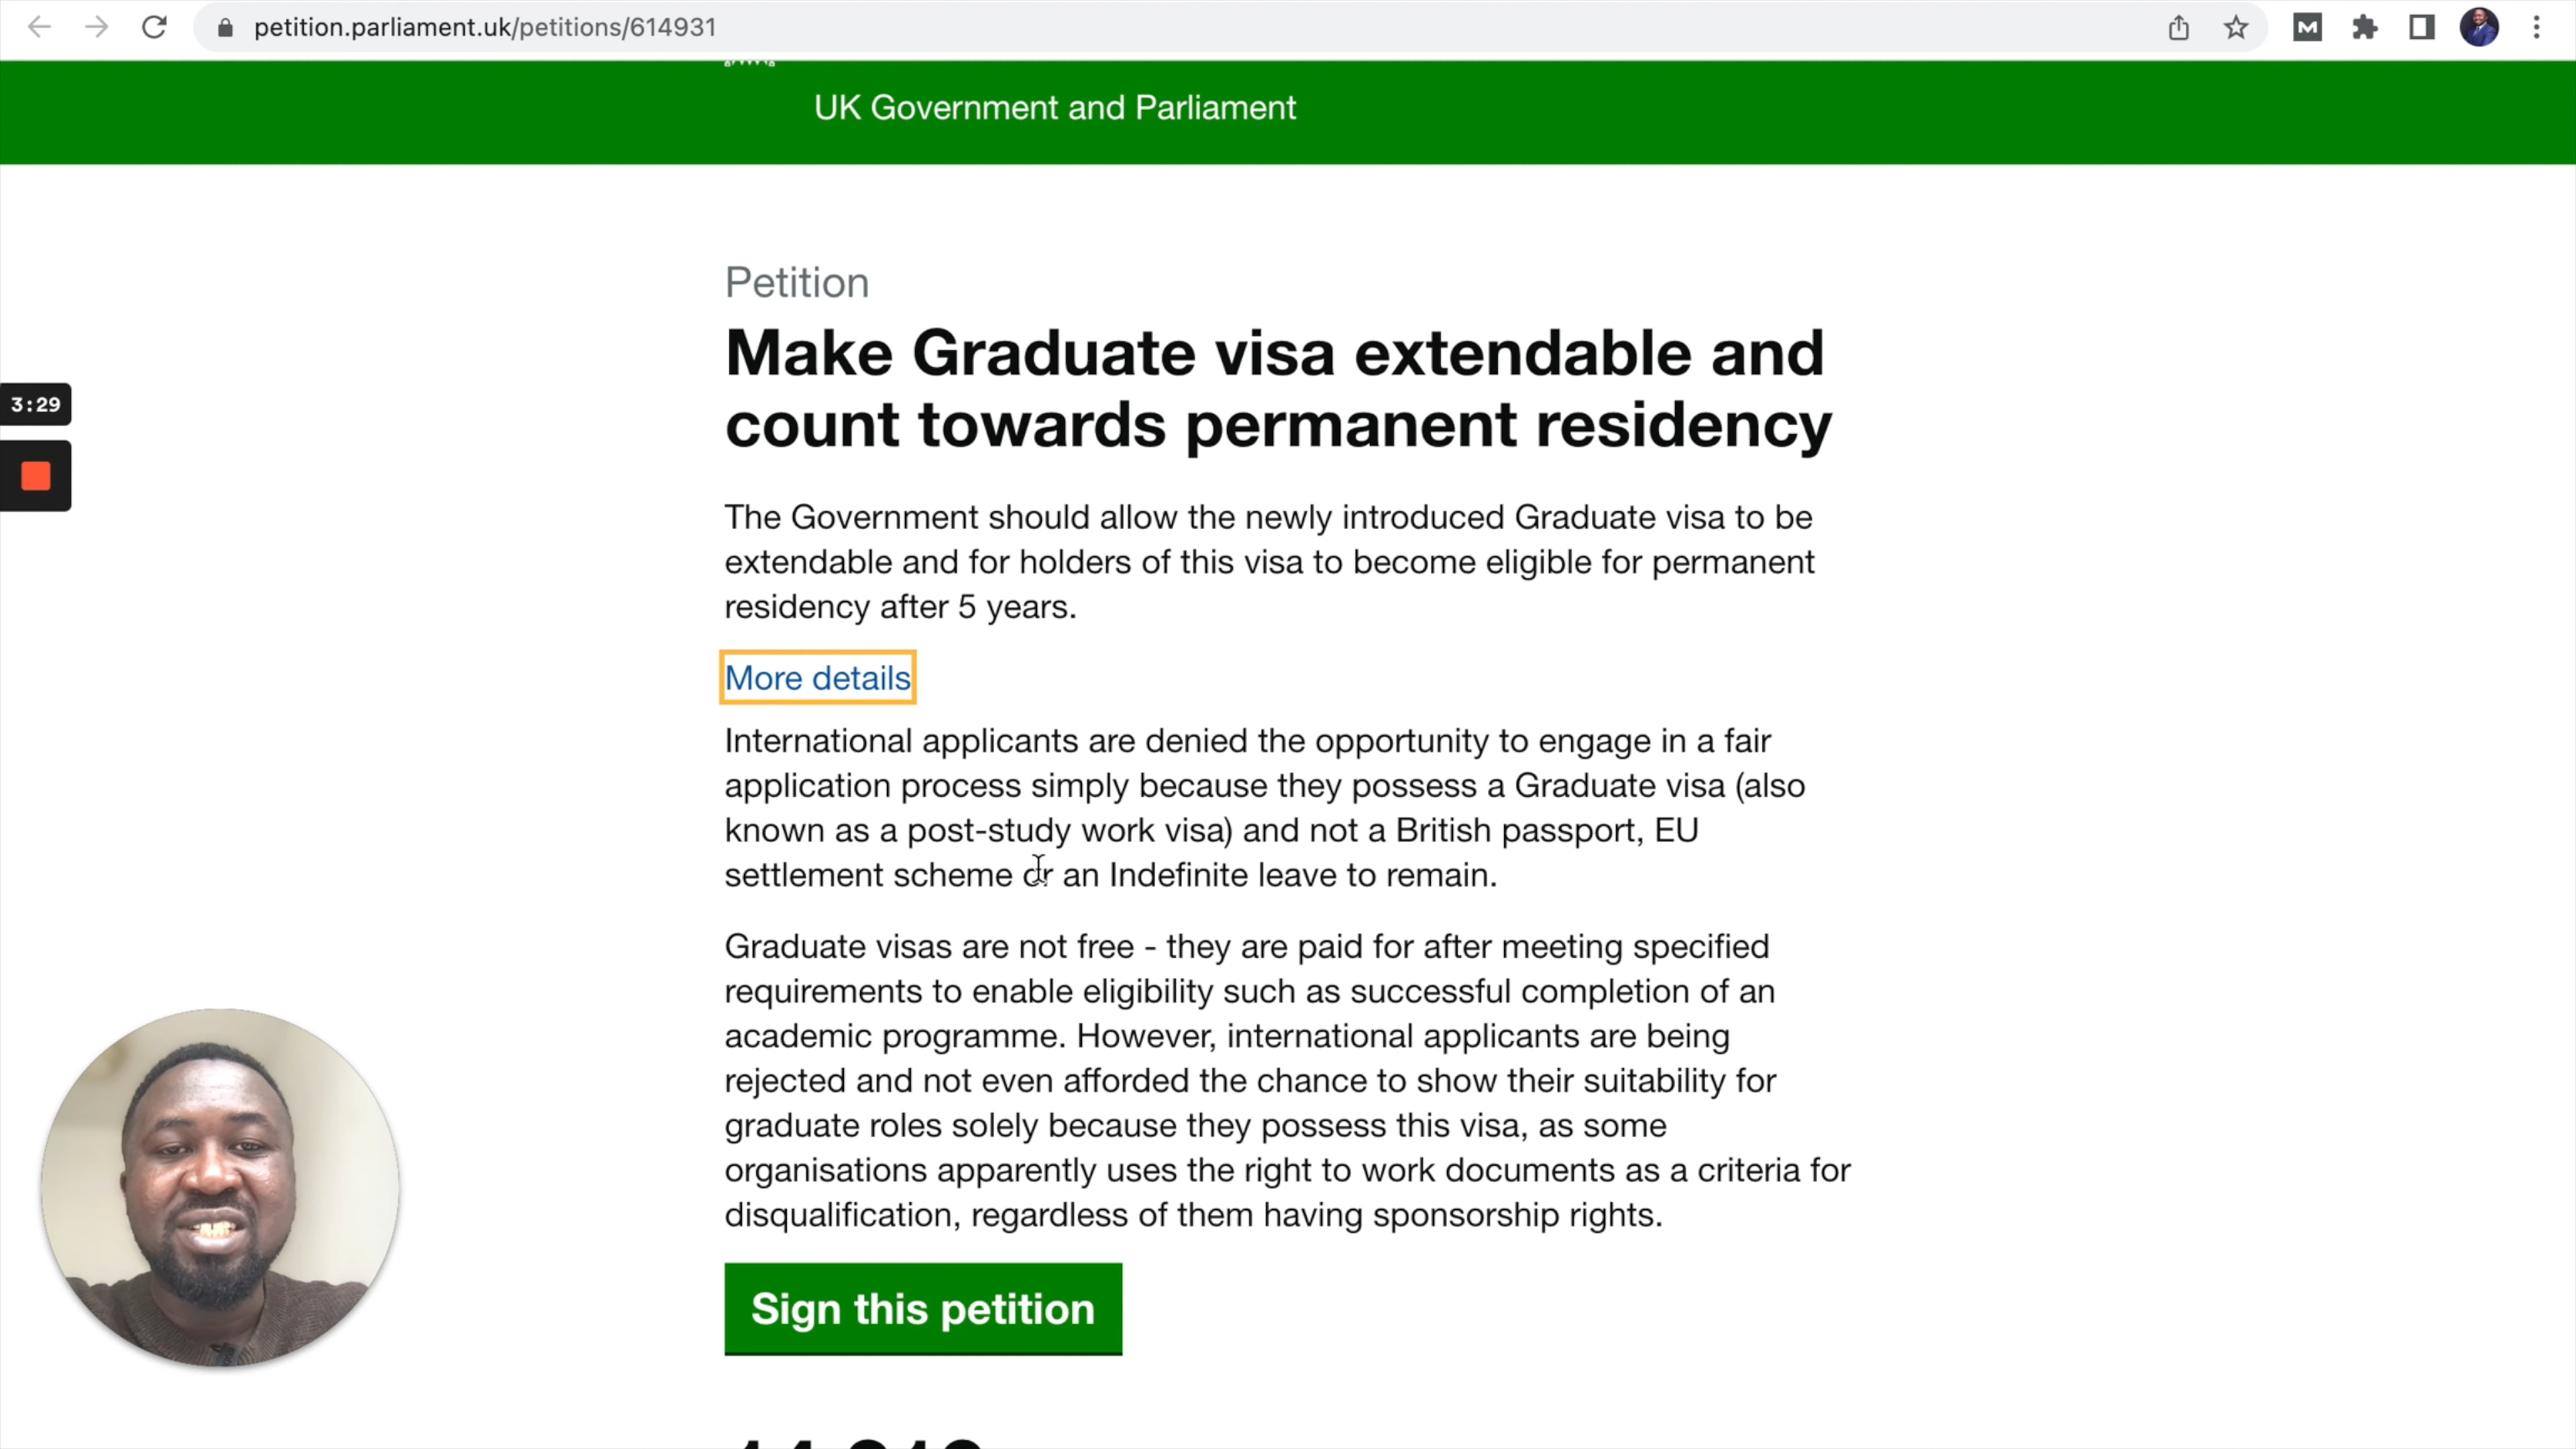 petition.parliament.uk/petitions/614931
UK Government and Parliament
Petition
Make Graduate visa extendable and
count towards permanent residency
3:29
The Government should allow the newly introduced Graduate visa to be
extendable and for holders of this visa to become eligible for permanent
residency after 5 years.
More details
International applicants are denied the opportunity to engage in a fair
application process simply because they possess a Graduate visa (also
known as a post-study work visa) and not a British passport, EU
settlement scheme or an Indefinite leave to remain.
Graduate visas are not free - they are paid for after meeting specified
requirements to enable eligibility such as successful completion of an
academic programme. However, international applicants are being
rejected and not even afforded the chance to show their suitability for
graduate roles solely because they possess this visa, as some
organisations apparently uses the right to work documents as a criteria for
disqualification, regardless of them having sponsorship rights.
Sign this petition